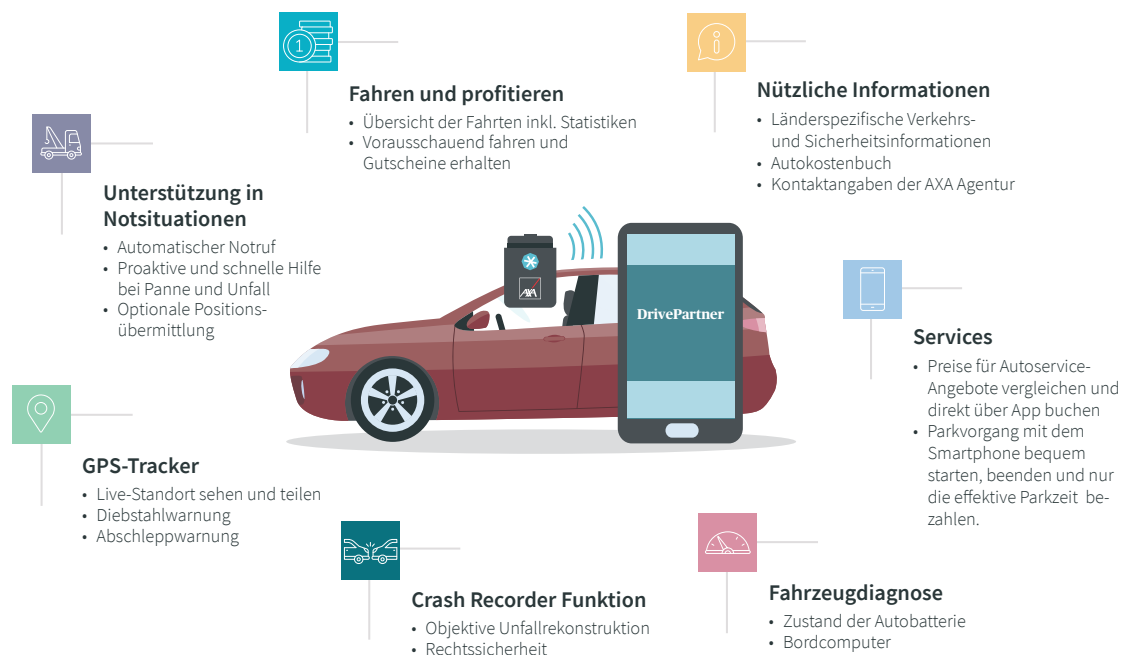 1
Fahren und profitieren
• Übersicht der Fahrten inkl. Statistiken
• Vorausschauend fahren und
Gutscheine erhalten
Nützliche Informationen
• Länderspezifische Verkehrs-
und Sicherheitsinformationen
• Autokostenbuch
• Kontaktangaben der AXA Agentur
Unterstützung in
Notsituationen
• Automatischer Notruf
• Proaktive und schnelle Hilfe
bei Panne und Unfall
• Optionale Positions-
übermittlung
AXA
DrivePartner
Services
• Preise für Autoservice-
Angebote vergleichen und
direkt über App buchen
• Parkvorgang mit dem
Smartphone bequem
starten, beenden und nur
die effektive Parkzeit be-
zahlen.
GPS-Tracker
• Live-Standort sehen und teilen
• Diebstahlwarnung
• Abschleppwarnung
Crash Recorder Funktion
• Objektive Unfallrekonstruktion
• Rechtssicherheit
Fahrzeugdiagnose
• Zustand der Autobatterie
• Bordcomputer